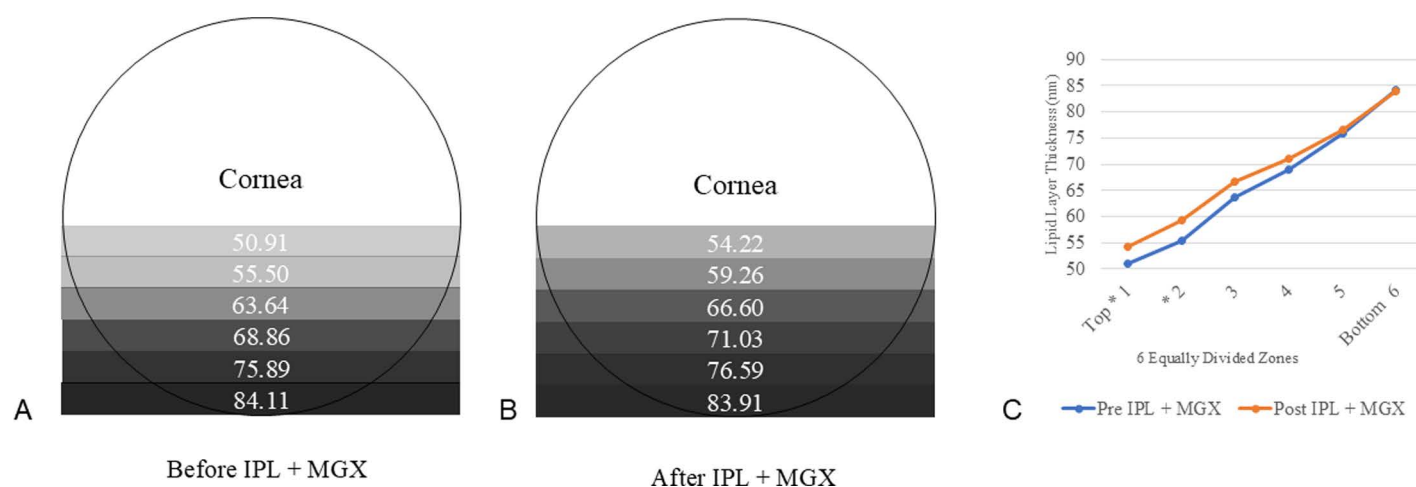 Cornea
50.91
55.50
63.64
68.86
75.89
84.11
A
Before IPL + MGX
Cornea
54.22
59.26
66.60
71.03
76.59
83.91
B
After IPL + MGX
Lipid Layer Thickness (nm)
90
85
80
75
70
65
60
55
50
Top * 1
* 2
3
4
5
Bottom 6
6 Equally Divided Zones
C
Pre IPL + MGX
Post IPL + MGX